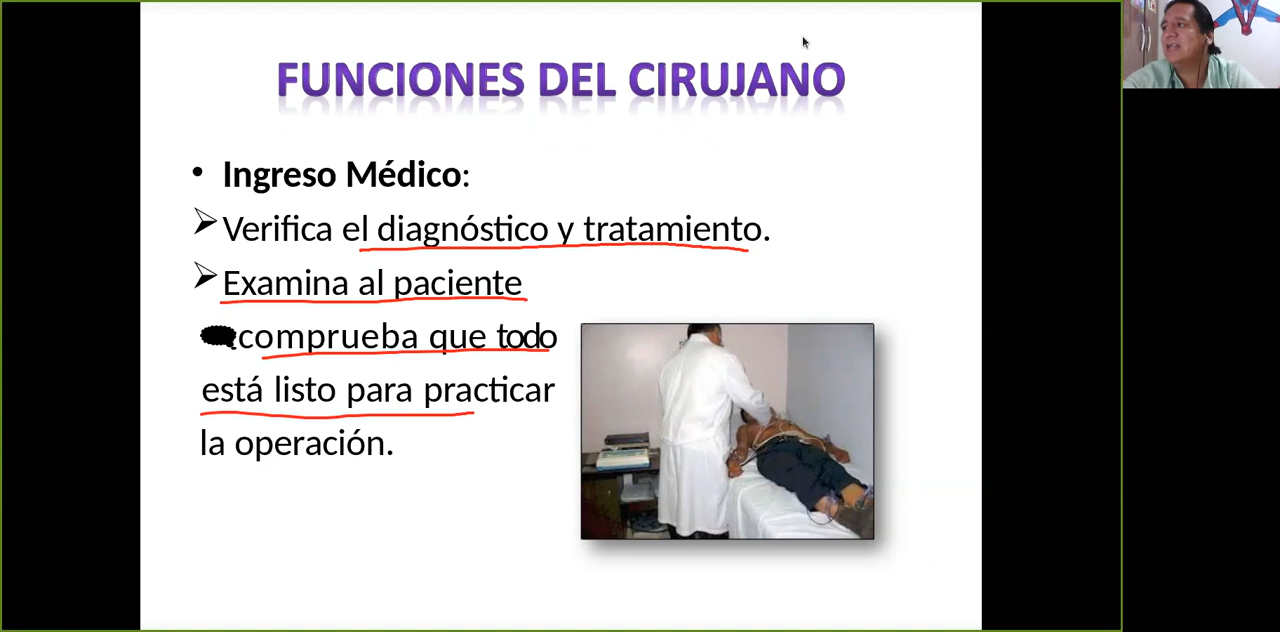 FUNCIONES DEL CIRUJANO
• Ingreso Médico:
Verifica el diagnóstico y tratamiento.
Examina al paciente
comprueba que todo
está listo para practicar
la operación.